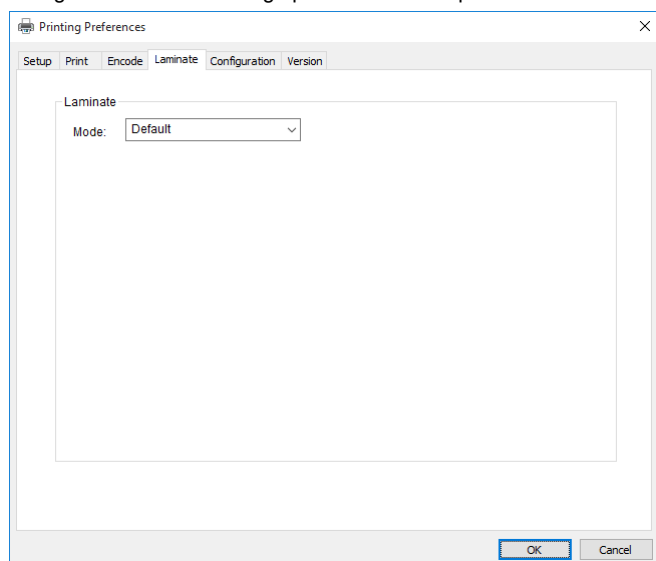 Printing Preferences
Setup Print Encode Laminate Configuration Version
Laminate
Mode: Default
OK Cancel